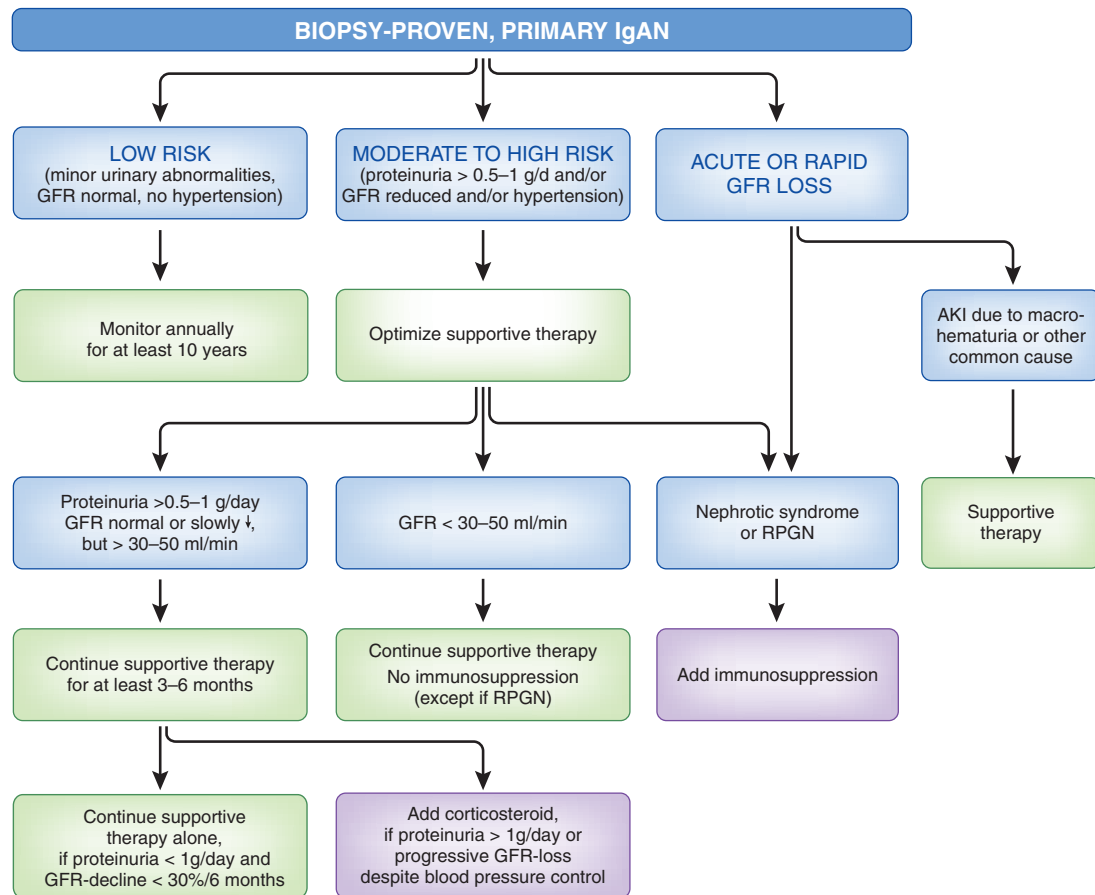 BIOPSY-PROVEN, PRIMARY IgAN
LOW RISK
(minor urinary abnormalities,
GFR normal, no hypertension)
MODERATE TO HIGH RISK
(proteinuria > 0.5–1 g/d and/or
GFR reduced and/or hypertension)
ACUTE OR RAPID
GFR LOSS
Monitor annually
for at least 10 years
Optimize supportive therapy
AKI due to macro-
hematuria or other
common cause
Proteinuria >0.5–1 g/day
GFR normal or slowly ↓,
but > 30–50 ml/min
GFR < 30–50 ml/min
Nephrotic syndrome
or RPGN
Supportive
therapy
Continue supportive therapy
for at least 3–6 months
Continue supportive therapy
No immunosuppression
(except if RPGN)
Add immunosuppression
Continue supportive
therapy alone,
if proteinuria < 1g/day and
GFR-decline < 30%/6 months
Add corticosteroid,
if proteinuria > 1g/day or
progressive GFR-loss
despite blood pressure control